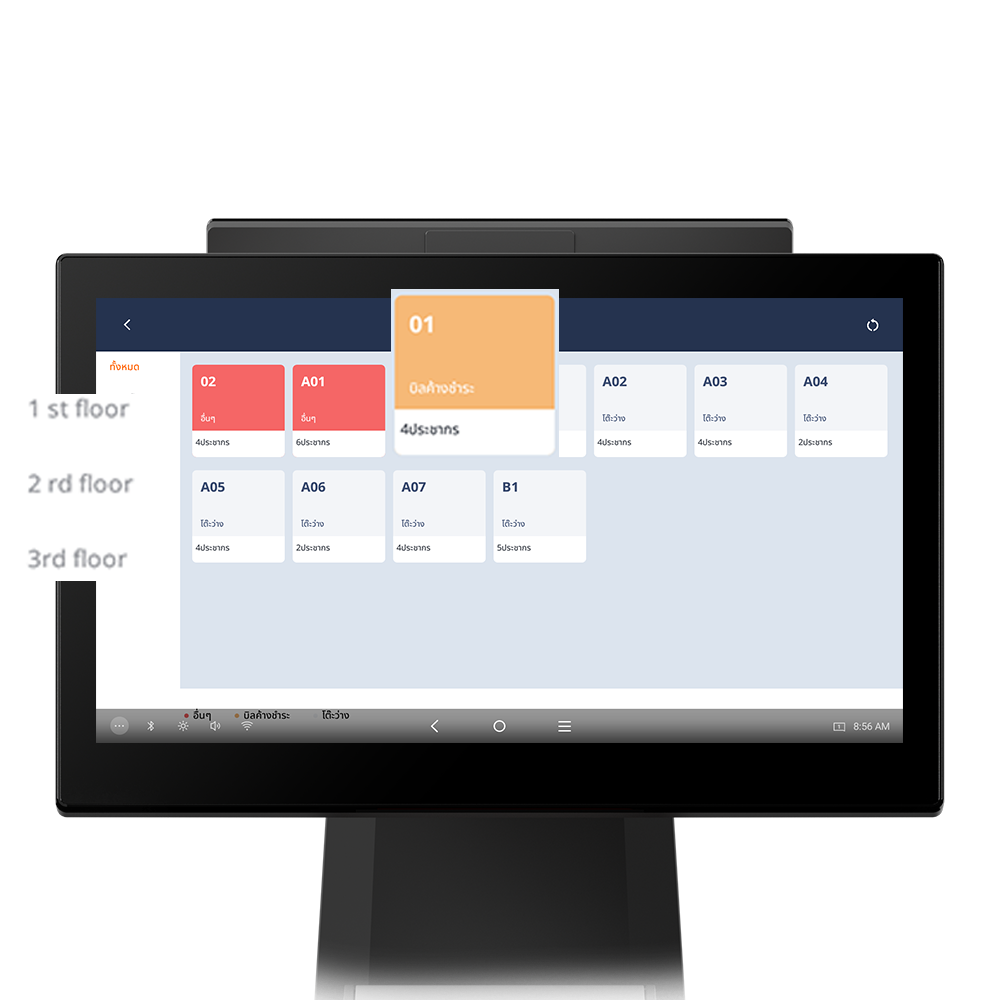 01
บิลค้างชำระ
4ประชากร
ทั้งหมด
1 st floor
2 rd floor
3rd floor
02
อื่นๆ
4ประชากร
A01
อื่นๆ
6ประชากร
A02
โต๊ะว่าง
4ประชากร
A03
โต๊ะว่าง
4ประชากร
A04
โต๊ะว่าง
2ประชากร
A05
โต๊ะว่าง
4ประชากร
A06
โต๊ะว่าง
2ประชากร
A07
โต๊ะว่าง
4ประชากร
B1
โต๊ะว่าง
5ประชากร
อื่นๆ บิลค้างชำระ โต๊ะว่าง
1 8:56 AM